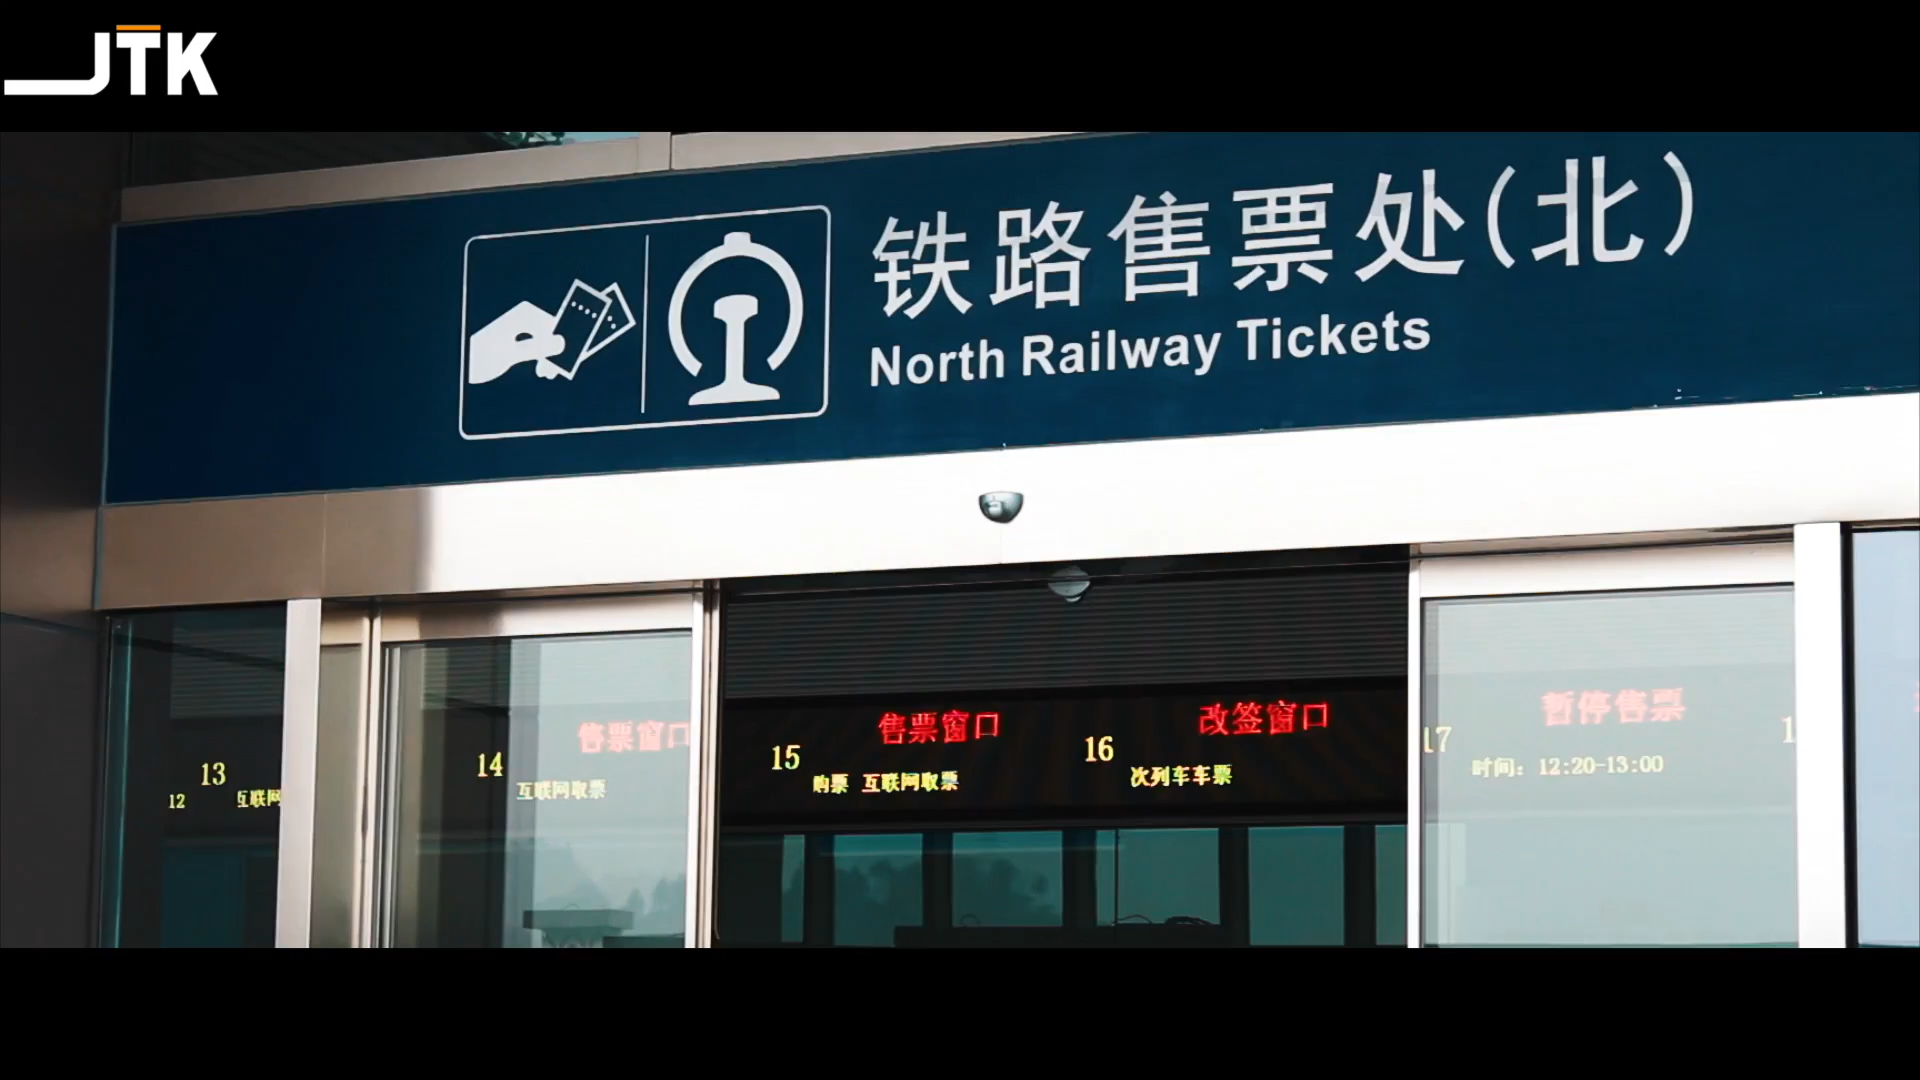 JTK
铁路售票处(北)
North Railway Tickets
售票窗口
售票窗口
改签窗口
暂停售票
12
13
互联网
14
互联网取票
15
购票 互联网取票
16
次列车车票
17
时间：12:20-13:00